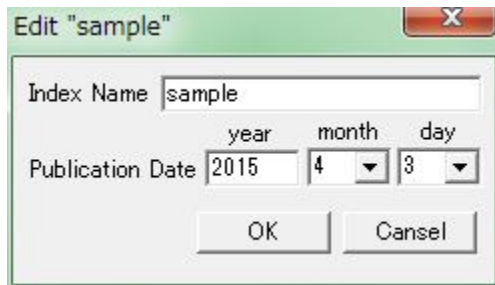 Edit "sample"
Index Name sample
year month day
Publication Date 2015 4 3
OK Cansel